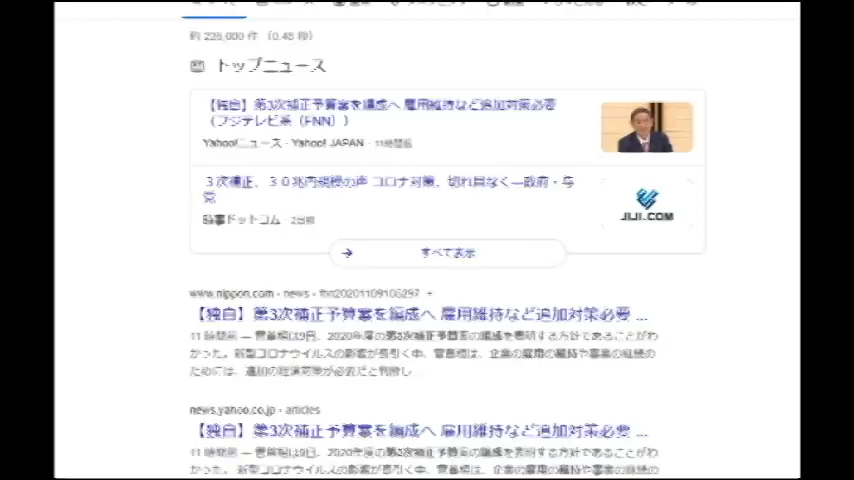 約 226,000 件 (0.48 秒)
トップニュース
【独自】第3次補正予算案を編成へ 雇用維持など追加対策必要
(フジテレビ系(FNN))
Yahoo!ニュース - Yahoo! JAPAN · 11時間前
3次補正、30兆円規模の声 コロナ対策、切れ目なく―政府・与
党
時事ドットコム · 2日前
JIJI.COM
すべて表示
www.nippon.com › news
【独自】第3次補正予算案を編成へ 雇用維持など追加対策必要 ...
11 時間前 — 菅首相は9日、2020年度の第3次補正予算案の編成を表明する方針であることがわ
かった。新型コロナウイルスの影響が長引く中、菅首相は、企業の雇用の維持や事業の継続の
ためには、追加の経済対策が必要だと判断し...
news.yahoo.co.jp › articles
【独自】第3次補正予算案を編成へ 雇用維持など追加対策必要 ...
11 時間前 — 菅首相は9日、2020年度の第3次補正予算案の編成を表明する方針であることがわ
かった。新型コロナウイルスの影響が長引く中、菅首相は、企業の雇用の維持や事業の継続の